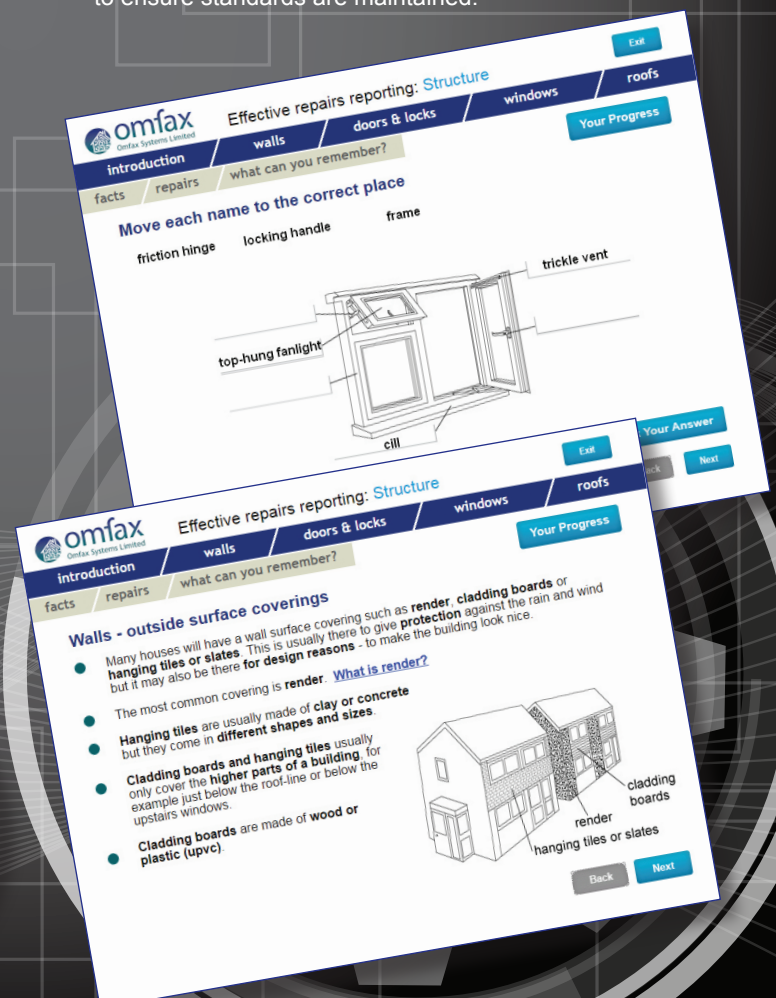 to ensure standards are maintained.
Exit
omfax
Omfax Systems Limited
Effective repairs reporting: Structure
introduction
walls
doors & locks
windows
roofs
facts
repairs
what can you remember?
Your Progress
Move each name to the correct place
friction hinge
locking handle
frame
trickle vent
top-hung fanlight
cill
Your Answer
Next
Exit
omfax
Omfax Systems Limited
Effective repairs reporting: Structure
introduction
walls
doors & locks
windows
roofs
facts
repairs
what can you remember?
Your Progress
Walls - outside surface coverings
Many houses will have a wall surface covering such as render, cladding boards or
hanging tiles or slates. This is usually there to give protection against the rain and wind
but it may also be there for design reasons - to make the building look nice.
The most common covering is render. What is render?
Hanging tiles are usually made of clay or concrete
but they come in different shapes and sizes.
Cladding boards and hanging tiles usually
only cover the higher parts of a building, for
example just below the roof-line or below the
upstairs windows.
Cladding boards are made of wood or
plastic (upvc).
cladding
boards
render
hanging tiles or slates
Back
Next